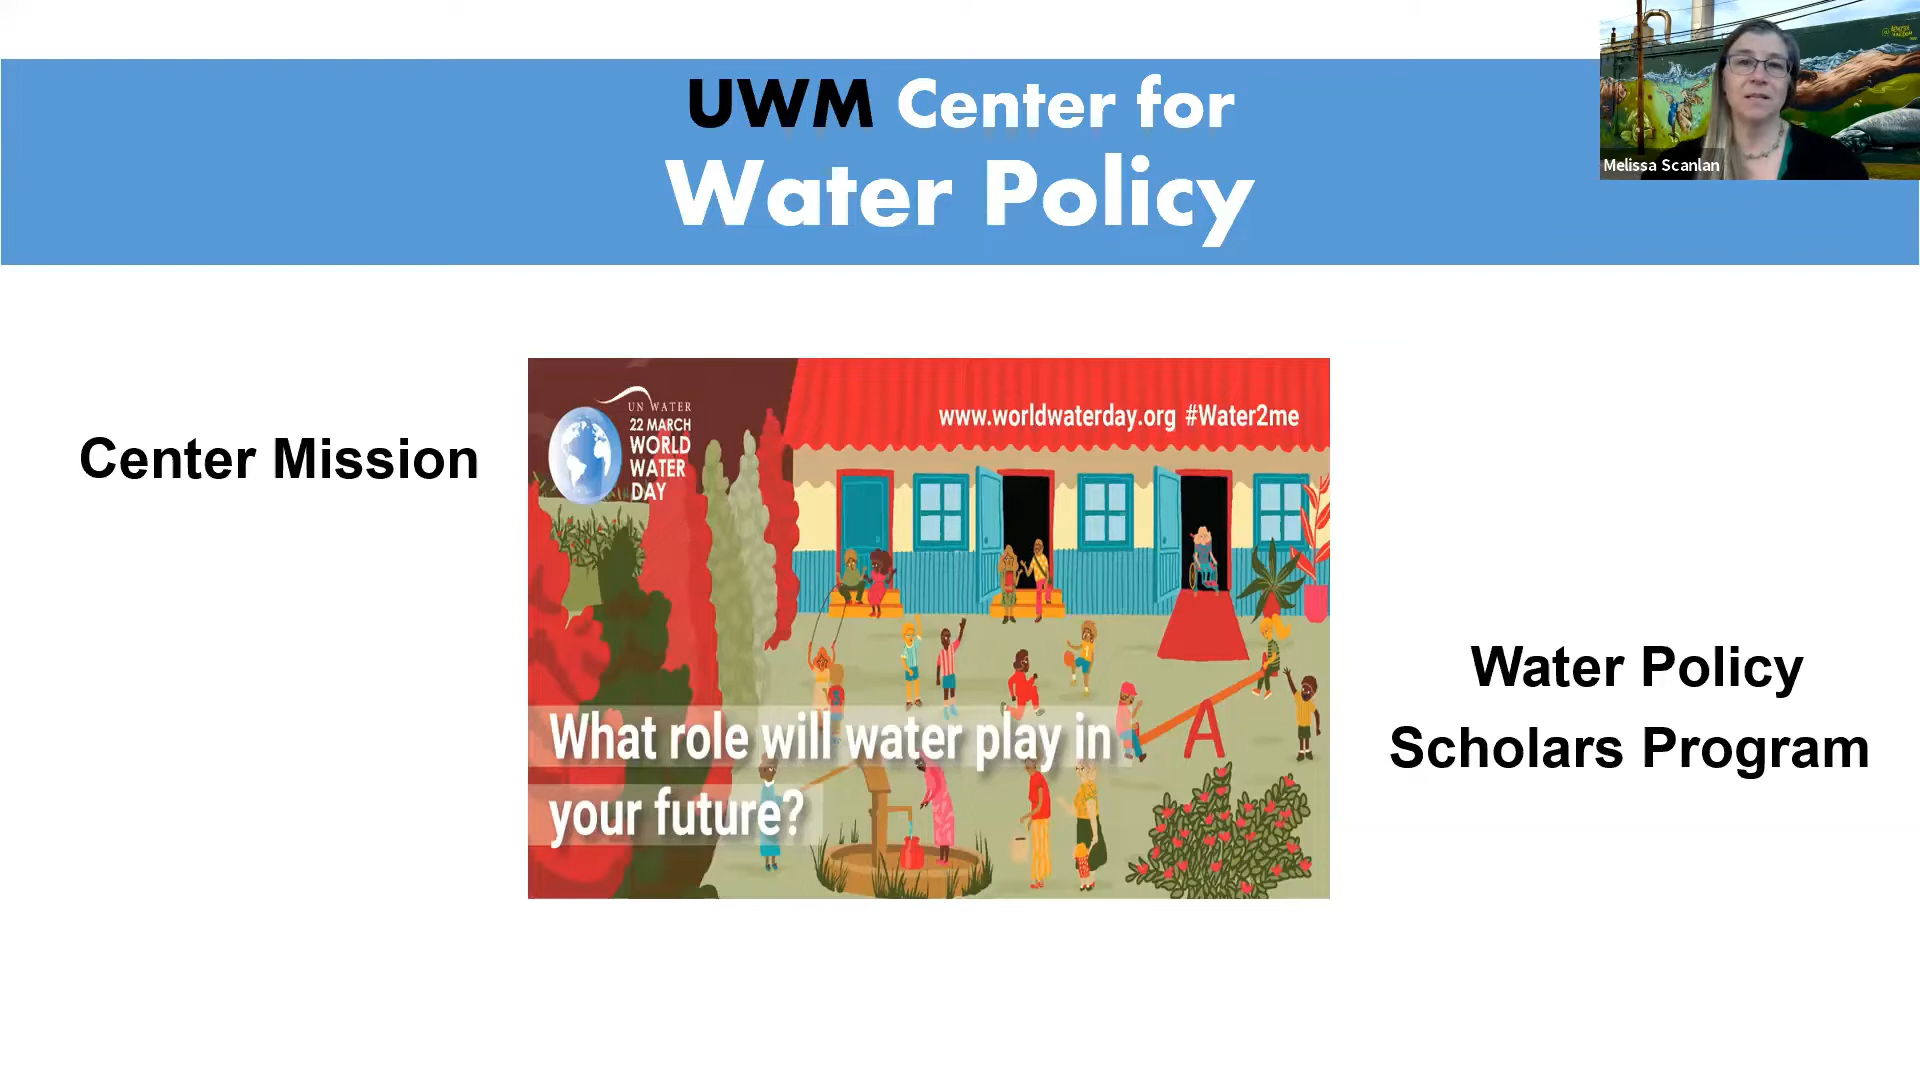 UWM Center for
Water Policy
Melissa Scanlan
Center Mission
UN WATER
22 MARCH
WORLD
WATER
DAY
www.worldwaterday.org #Water2me
What role will water play in
your future?
Water Policy
Scholars Program